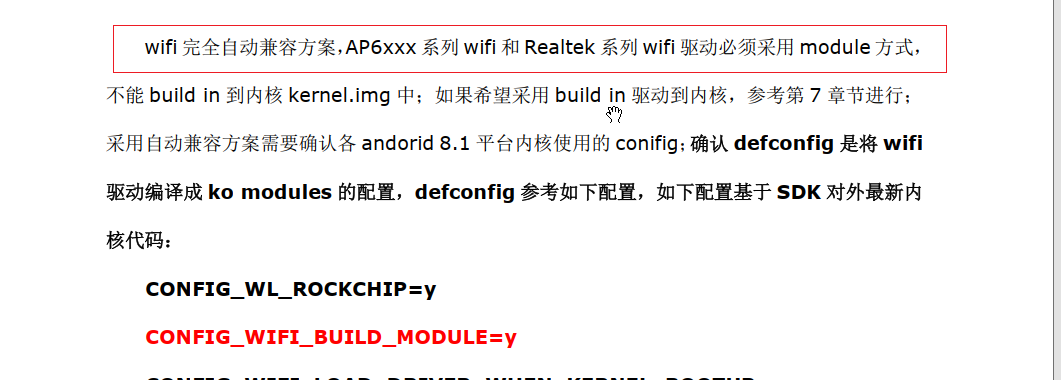 wifi 完全自动兼容方案，AP6xxx 系列 wifi 和 Realtek 系列 wifi 驱动必须采用 module 方式，
不能 build in 到内核 kernel.img 中；如果希望采用 build in 驱动到内核，参考第 7 章节进行；
采用自动兼容方案需要确认各 andorid 8.1 平台内核使用的 conifig；确认 defconfig 是将 wifi
驱动编译成 ko modules 的配置，defconfig 参考如下配置，如下配置基于 SDK 对外最新内
核代码：
CONFIG_WL_ROCKCHIP=y
CONFIG_WIFI_BUILD_MODULE=y